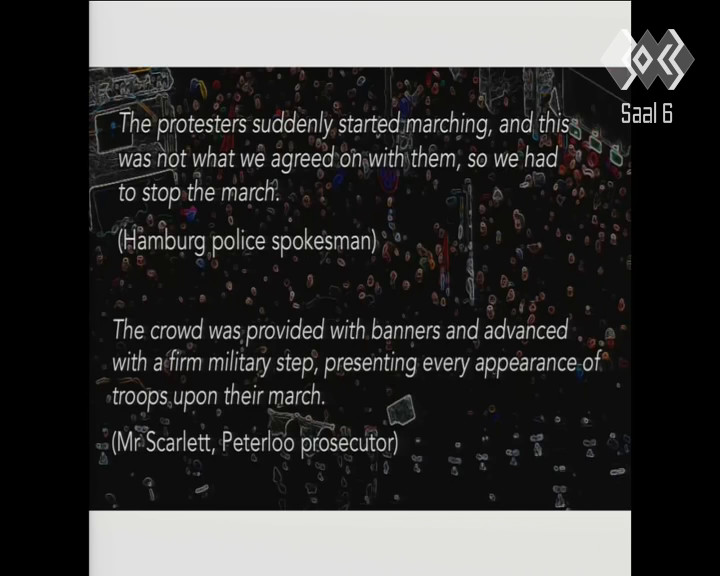 Saal 6
The protesters suddenly started marching, and this
was not what we agreed on with them, so we had
to stop the march.
(Hamburg police spokesman)
The crowd was provided with banners and advanced
with a firm military step, presenting every appearance of
troops upon their march.
(Mr Scarlett, Peterloo prosecutor)